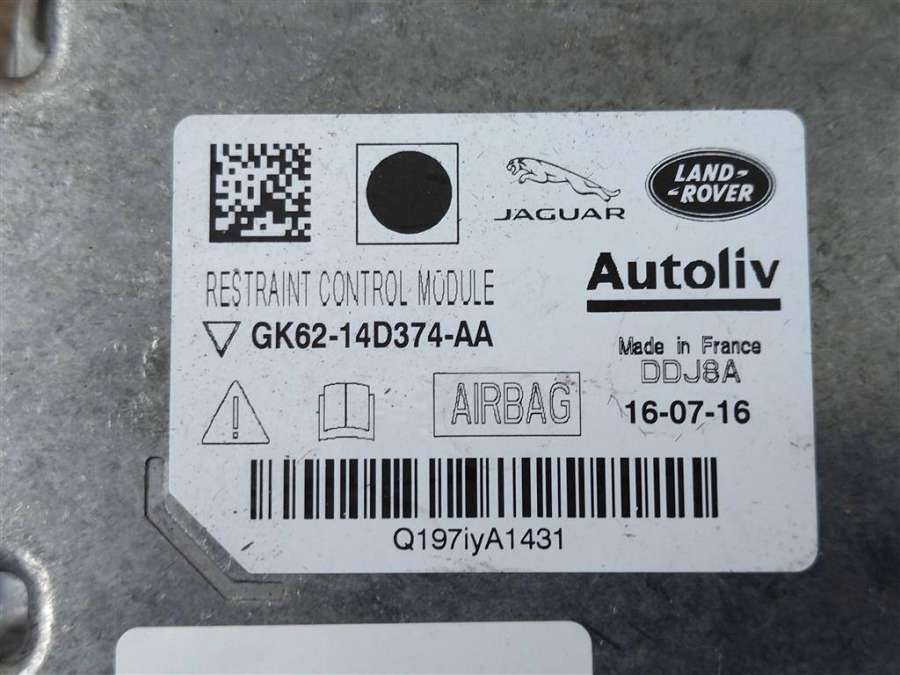 JAGUAR
LAND-
-ROVER
RESTRAINT CONTROL MODULE
Autoliv
GK62-14D374-AA
Made in France
DDJ8A
AIRBAG
16-07-16
Q197iyA1431